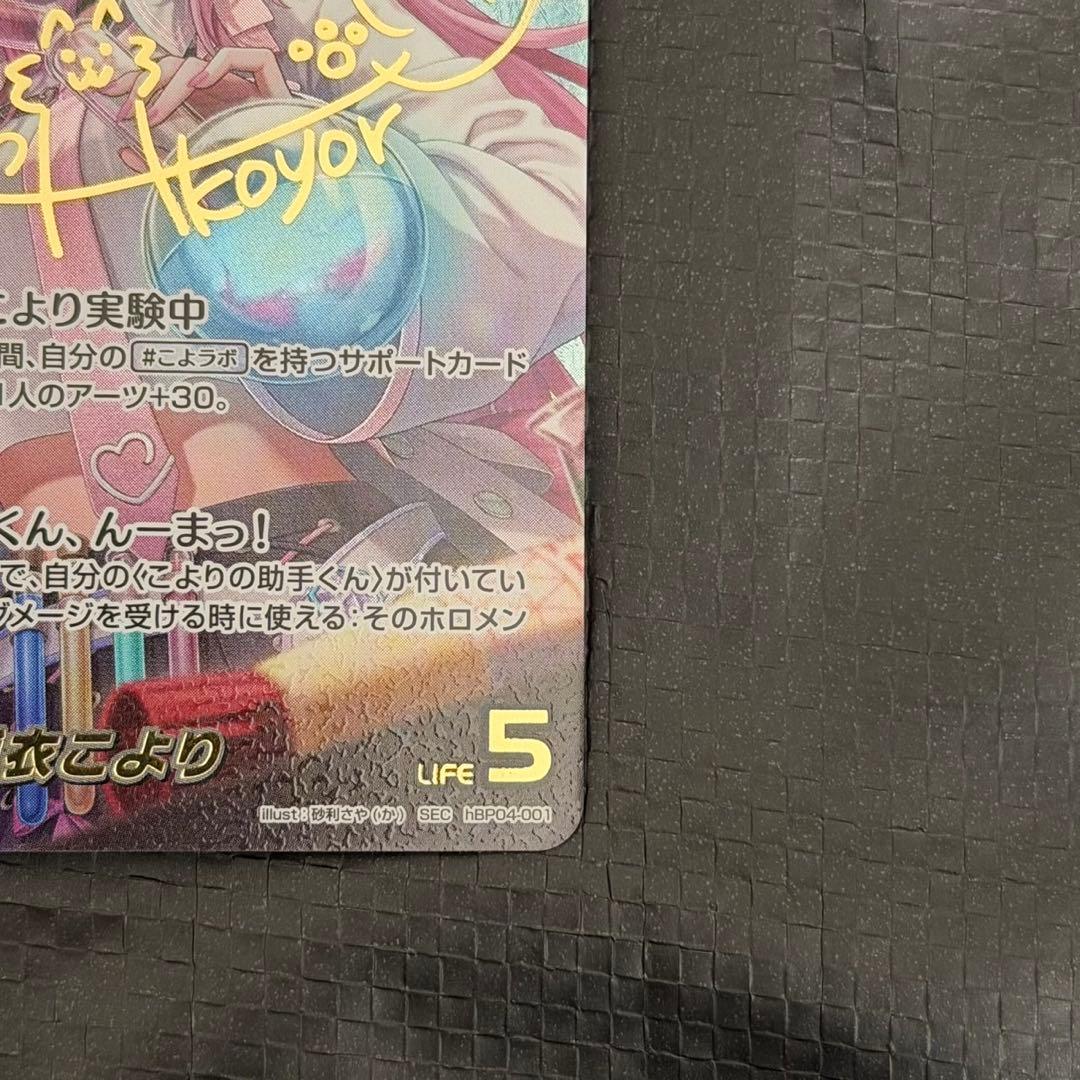 Koyor
こより実験中
間、自分の #こよラボ を持つサポートカード
1人のアーツ+30。
くん、んーまっ!
で、自分の〈こよりの助手くん〉が付いてい
ダメージを受ける時に使える:そのホロメン
衣こより
LIFE 5
illust:砂利さや(か) SEC hBP04-001